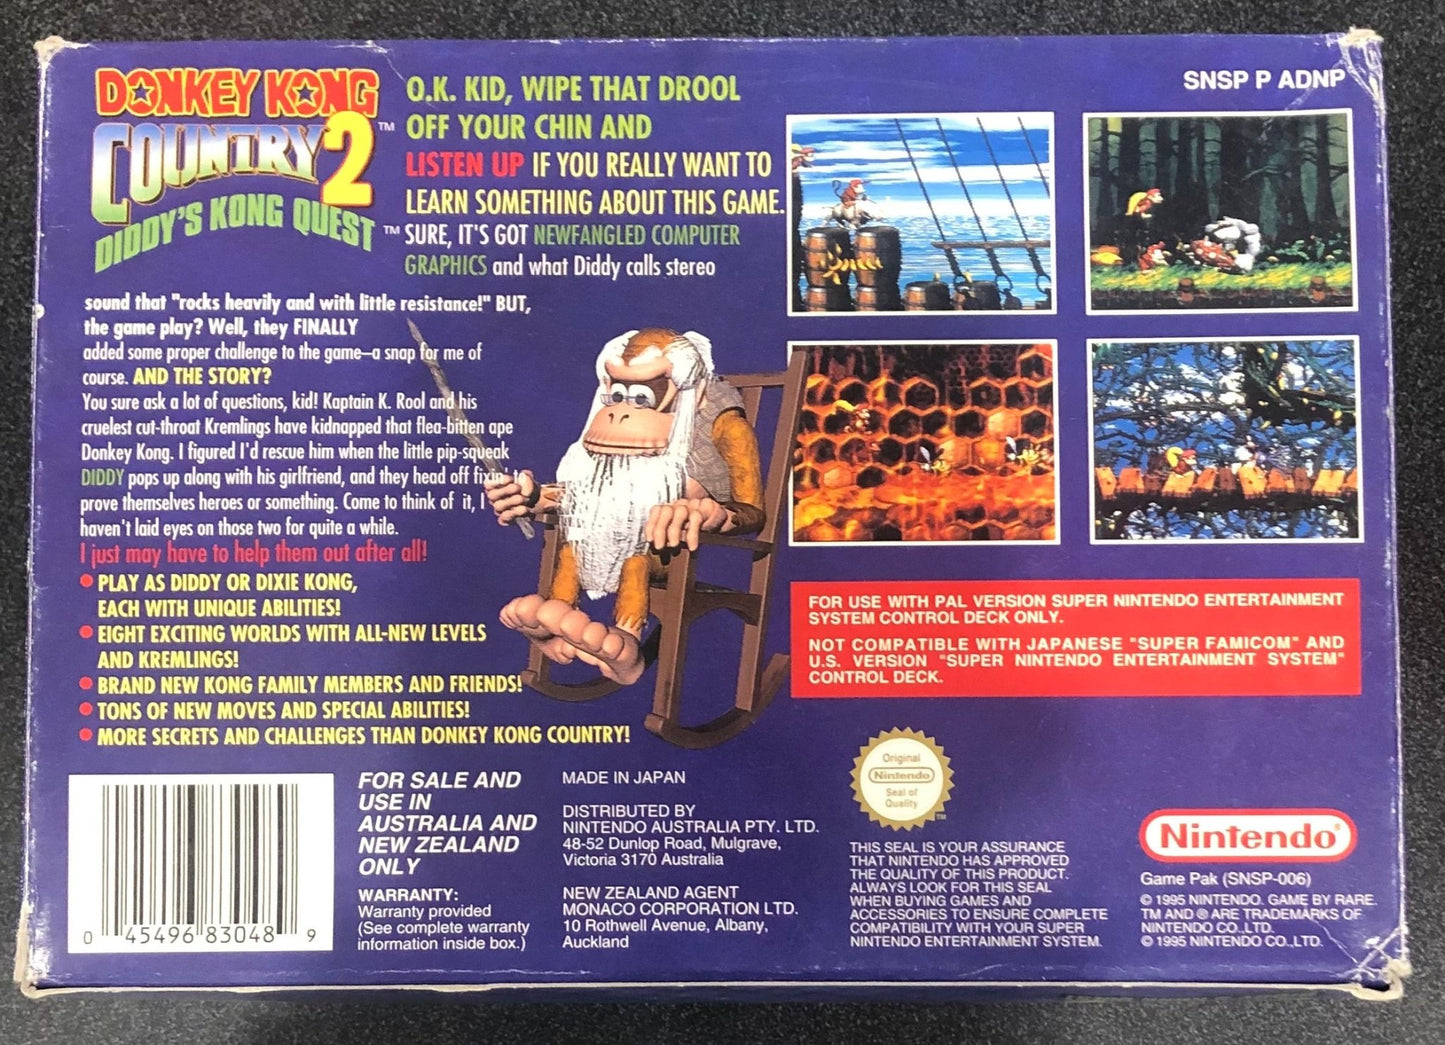 DONKEY KONG
COUNTRY 2 ™
DIDDY'S KONG QUEST ™
O.K. KID, WIPE THAT DROOL
OFF YOUR CHIN AND
LISTEN UP IF YOU REALLY WANT TO
LEARN SOMETHING ABOUT THIS GAME.
SURE, IT'S GOT NEWFANGLED COMPUTER
GRAPHICS and what Diddy calls stereo
sound that "rocks heavily and with little resistance!" BUT,
the game play? Well, they FINALLY
added some proper challenge to the game–a snap for me of
course. AND THE STORY?
You sure ask a lot of questions, kid! Kaptain K. Rool and his
cruelest cut-throat Kremlings have kidnapped that flea-bitten ape
Donkey Kong. I figured I'd rescue him when the little pip-squeak
DIDDY pops up along with his girlfriend, and they head off fixin' to
prove themselves heroes or something. Come to think of it, I
haven't laid eyes on those two for quite a while.
I just may have to help them out after all!
• PLAY AS DIDDY OR DIXIE KONG,
EACH WITH UNIQUE ABILITIES!
• EIGHT EXCITING WORLDS WITH ALL-NEW LEVELS
AND KREMLINGS!
• BRAND NEW KONG FAMILY MEMBERS AND FRIENDS!
• TONS OF NEW MOVES AND SPECIAL ABILITIES!
• MORE SECRETS AND CHALLENGES THAN DONKEY KONG COUNTRY!
SNSP P ADNP
FOR USE WITH PAL VERSION SUPER NINTENDO ENTERTAINMENT
SYSTEM CONTROL DECK ONLY.
NOT COMPATIBLE WITH JAPANESE "SUPER FAMICOM" AND
U.S. VERSION "SUPER NINTENDO ENTERTAINMENT SYSTEM"
CONTROL DECK.
0 45496 83048 9
FOR SALE AND
USE IN
AUSTRALIA AND
NEW ZEALAND
ONLY
WARRANTY:
Warranty provided
(See complete warranty
information inside box.)
MADE IN JAPAN
DISTRIBUTED BY
NINTENDO AUSTRALIA PTY. LTD.
48-52 Dunlop Road, Mulgrave,
Victoria 3170 Australia
NEW ZEALAND AGENT
MONACO CORPORATION LTD.
10 Rothwell Avenue, Albany,
Auckland
Original
Nintendo
Seal of
Quality
TM
THIS SEAL IS YOUR ASSURANCE
THAT NINTENDO HAS APPROVED
THE QUALITY OF THIS PRODUCT.
ALWAYS LOOK FOR THIS SEAL
WHEN BUYING GAMES AND
ACCESSORIES TO ENSURE COMPLETE
COMPATIBILITY WITH YOUR SUPER
NINTENDO ENTERTAINMENT SYSTEM.
Nintendo®
Game Pak (SNSP-006)
© 1995 NINTENDO. GAME BY RARE.
TM AND ® ARE TRADEMARKS OF
NINTENDO CO.,LTD.
© 1995 NINTENDO CO.,LTD.